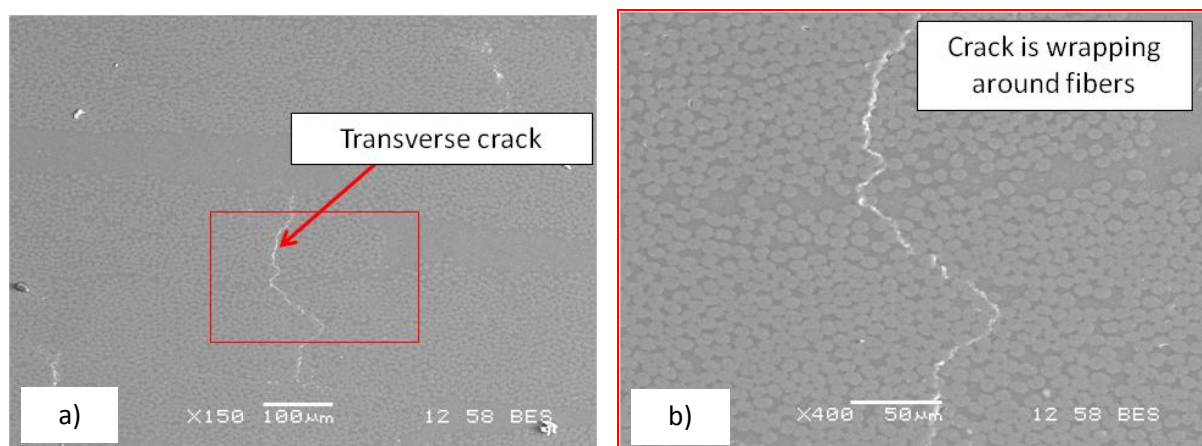 Transverse crack
a)
X150 100µm
12 58 BES
Crack is wrapping
around fibers
b)
X400 50µm
12 58 BES